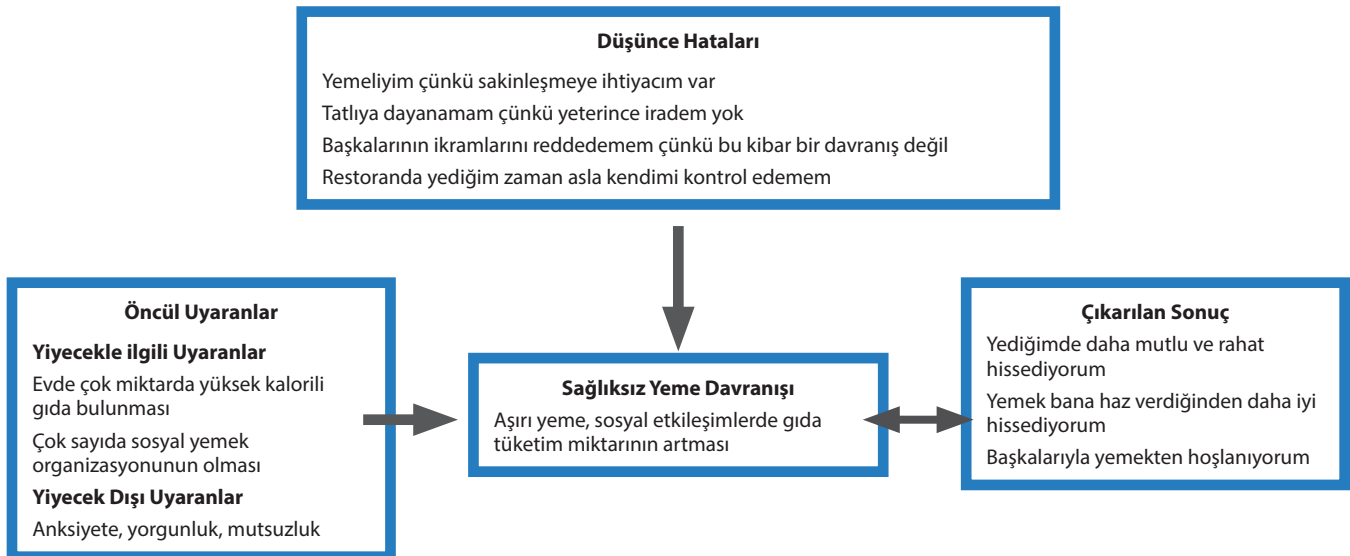 Düşünce Hataları
Yemeliyim çünkü sakinleşmeye ihtiyacım var
Tatlıya dayanamam çünkü yeterince iradem yok
Başkalarının ikramlarını reddedemem çünkü bu kibar bir davranış değil
Restoranda yediğim zaman asla kendimi kontrol edemem
Öncül Uyaranlar
Yiyecekle ilgili Uyaranlar
Evde çok miktarda yüksek kalorili
gıda bulunması
Çok sayıda sosyal yemek
organizasyonunun olması
Yiyecek Dışı Uyaranlar
Anksiyete, yorgunluk, mutsuzluk
Sağlıksız Yeme Davranışı
Aşırı yeme, sosyal etkileşimlerde gıda
tüketim miktarının artması
Çıkarılan Sonuç
Yediğimde daha mutlu ve rahat
hissediyorum
Yemek bana haz verdiğinden daha iyi
hissediyorum
Başkalarıyla yemekten hoşlanıyorum